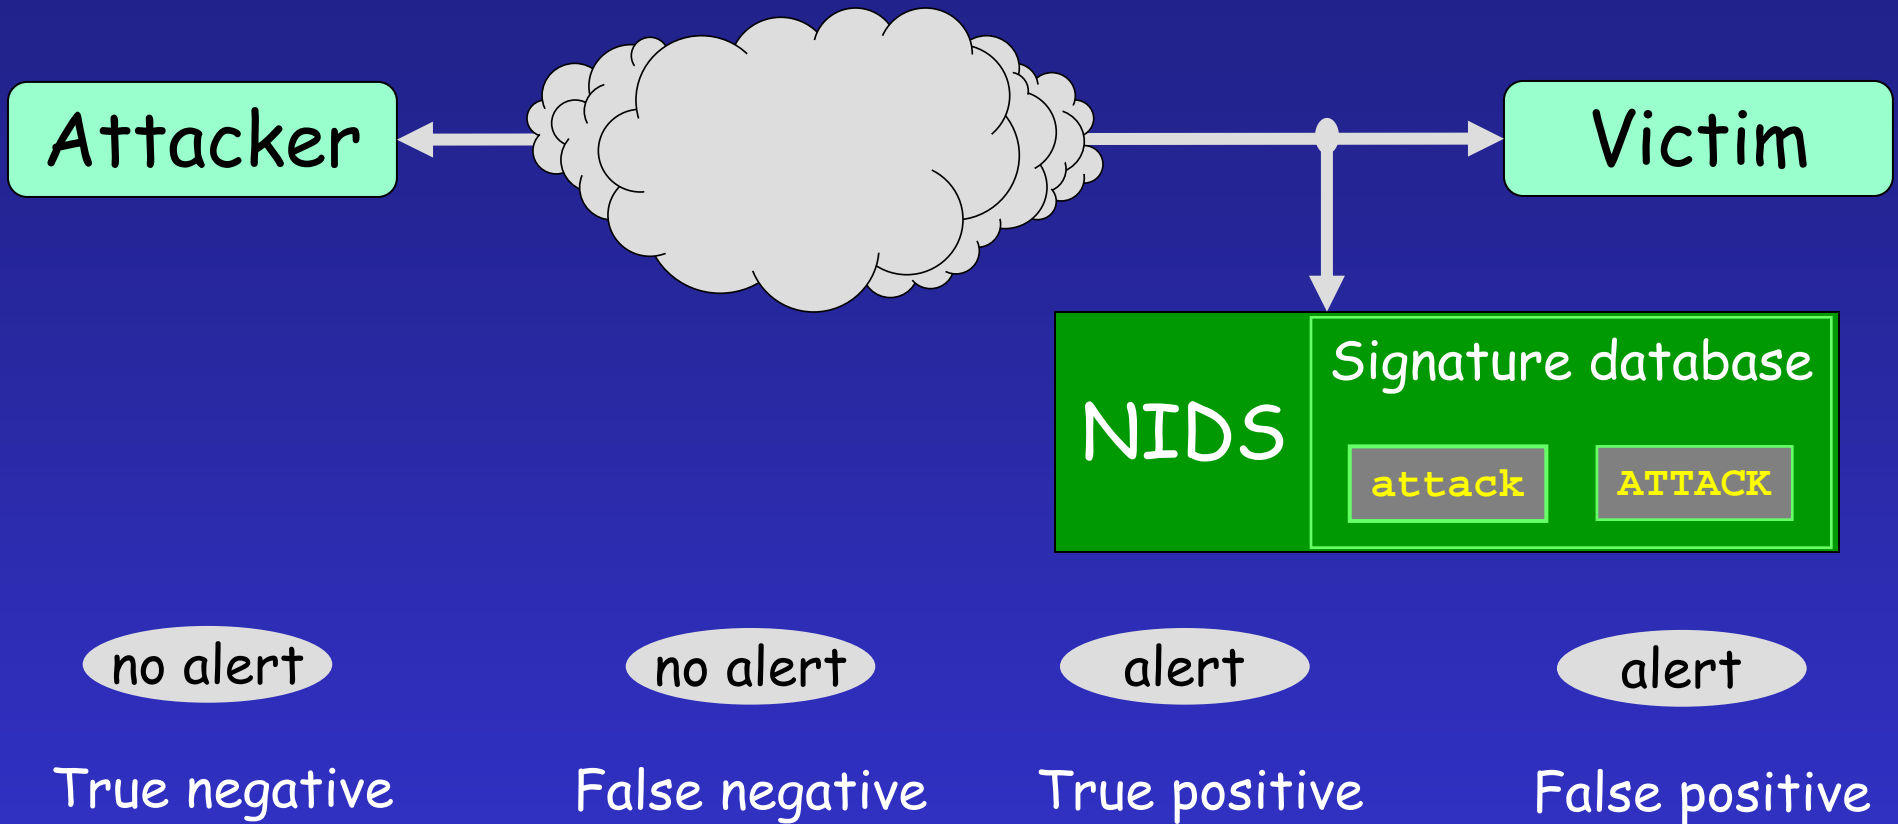 Attacker
Victim
Signature database
NIDS
attack
ATTACK
no alert
no alert
alert
alert
True negative
False negative
True positive
False positive